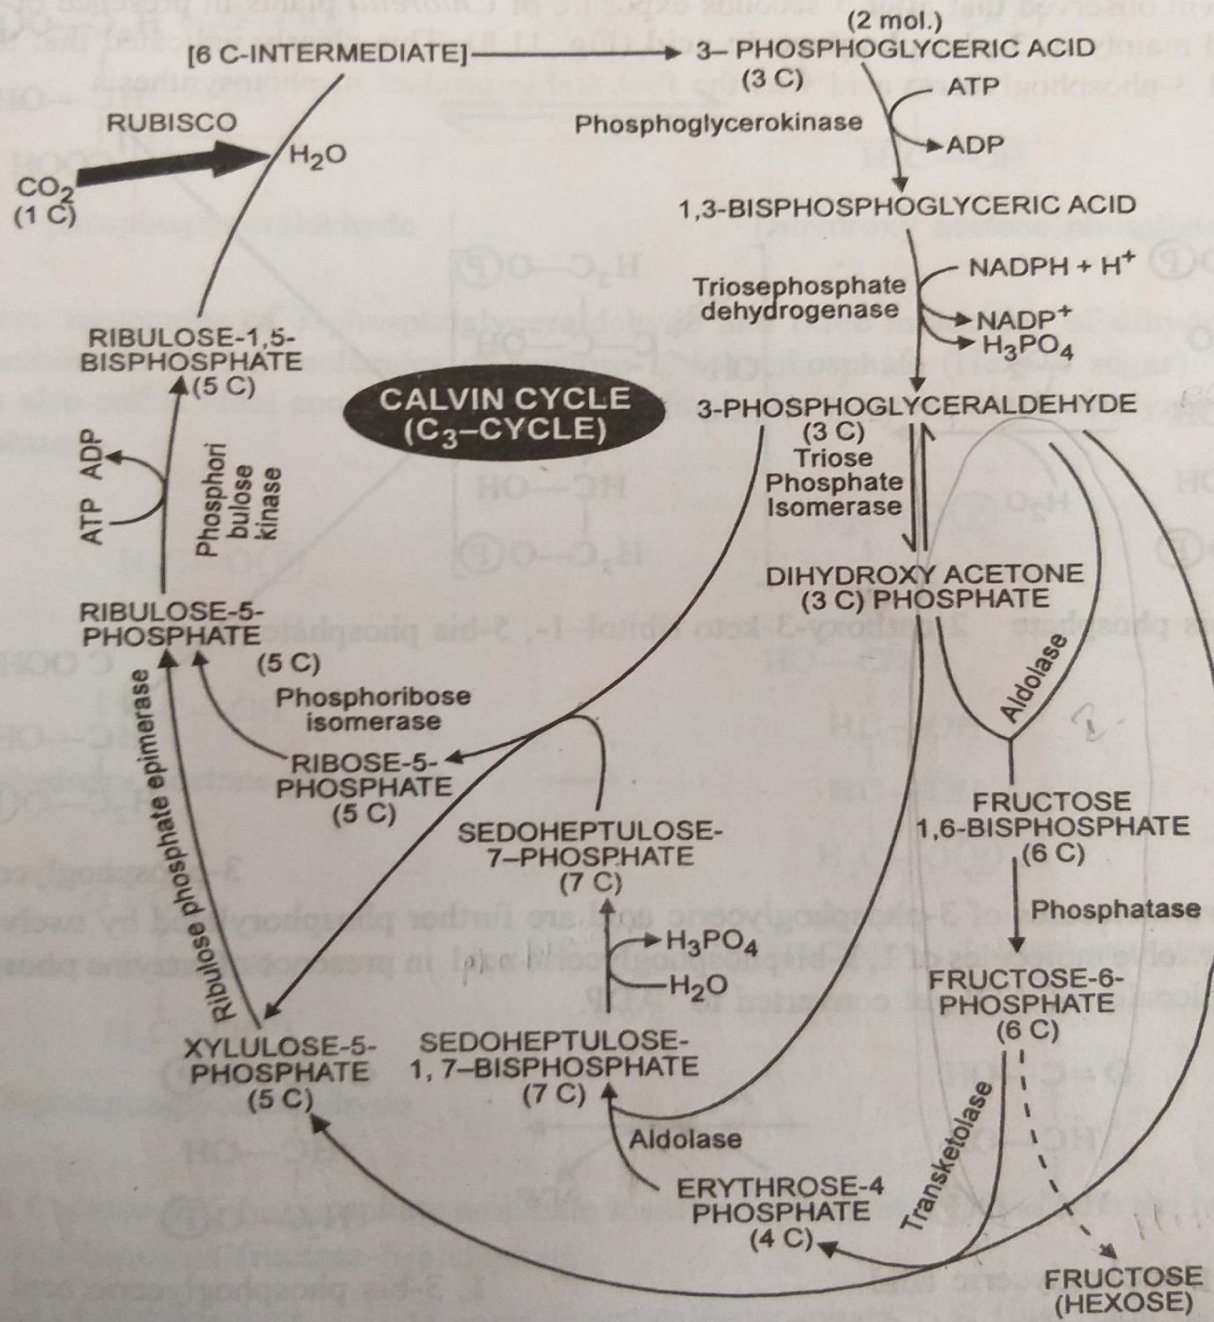 (2 mol.)
[6 C-INTERMEDIATE]
3– PHOSPHOGLYCERIC ACID
(3 C)
ATP
Phosphoglycerokinase
ADP
RUBISCO
H₂O
CO₂
(1 C)
1,3-BISPHOSPHOGLYCERIC ACID
NADPH + H⁺
Triosephosphate
dehydrogenase
NADP⁺
H₃PO₄
RIBULOSE-1,5-
BISPHOSPHATE
(5 C)
CALVIN CYCLE
(C₃–CYCLE)
3-PHOSPHOGLYCERALDEHYDE
(3 C)
Triose
Phosphate
Isomerase
ATP ADP
Phosphori
bulose
kinase
DIHYDROXY ACETONE
(3 C) PHOSPHATE
RIBULOSE-5-
PHOSPHATE
(5 C)
Aldolase
Phosphoribose
isomerase
RIBOSE-5-
PHOSPHATE
(5 C)
Ribulose phosphate epimerase
FRUCTOSE
1,6-BISPHOSPHATE
(6 C)
SEDOHEPTULOSE-
7–PHOSPHATE
(7 C)
Phosphatase
H₃PO₄
H₂O
FRUCTOSE-6-
PHOSPHATE
(6 C)
XYLULOSE-5-
PHOSPHATE
(5 C)
SEDOHEPTULOSE-
1, 7–BISPHOSPHATE
(7 C)
Aldolase
Transketolase
ERYTHROSE-4
PHOSPHATE
(4 C)
FRUCTOSE
(HEXOSE)